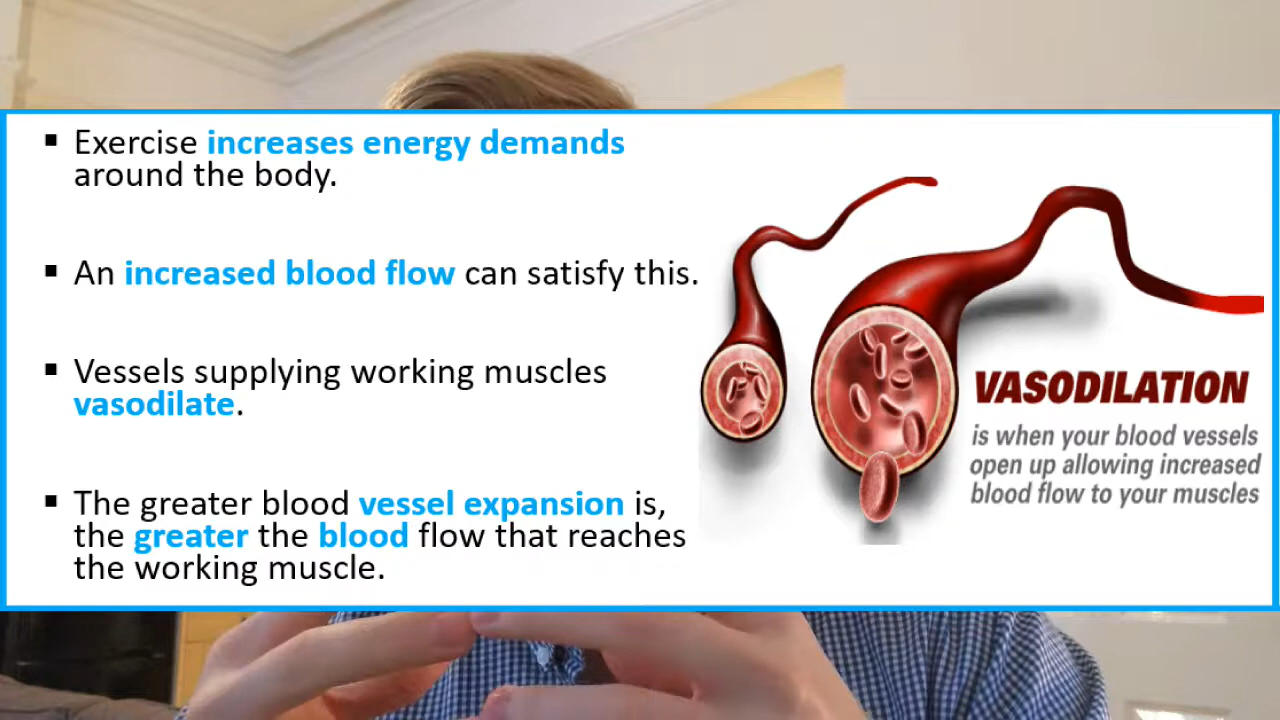 Exercise increases energy demands
around the body.
An increased blood flow can satisfy this.
Vessels supplying working muscles
vasodilate.
The greater blood vessel expansion is,
the greater the blood flow that reaches
the working muscle.
VASODILATION
is when your blood vessels
open up allowing increased
blood flow to your muscles